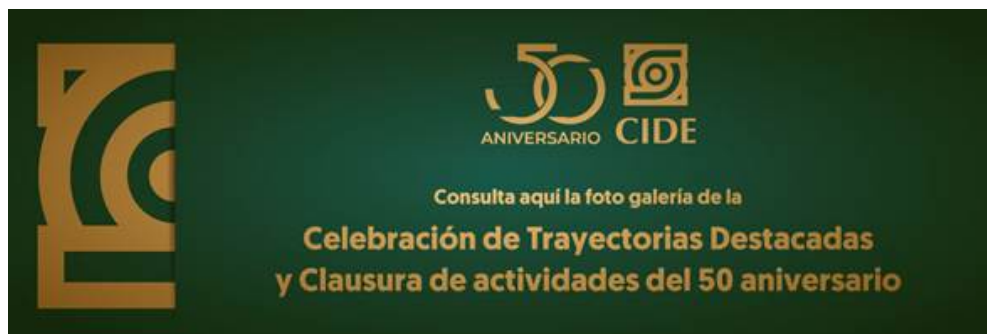 50
ANIVERSARIO CIDE
Consulta aquí la foto galería de la
Celebración de Trayectorias Destacadas
y Clausura de actividades del 50 aniversario